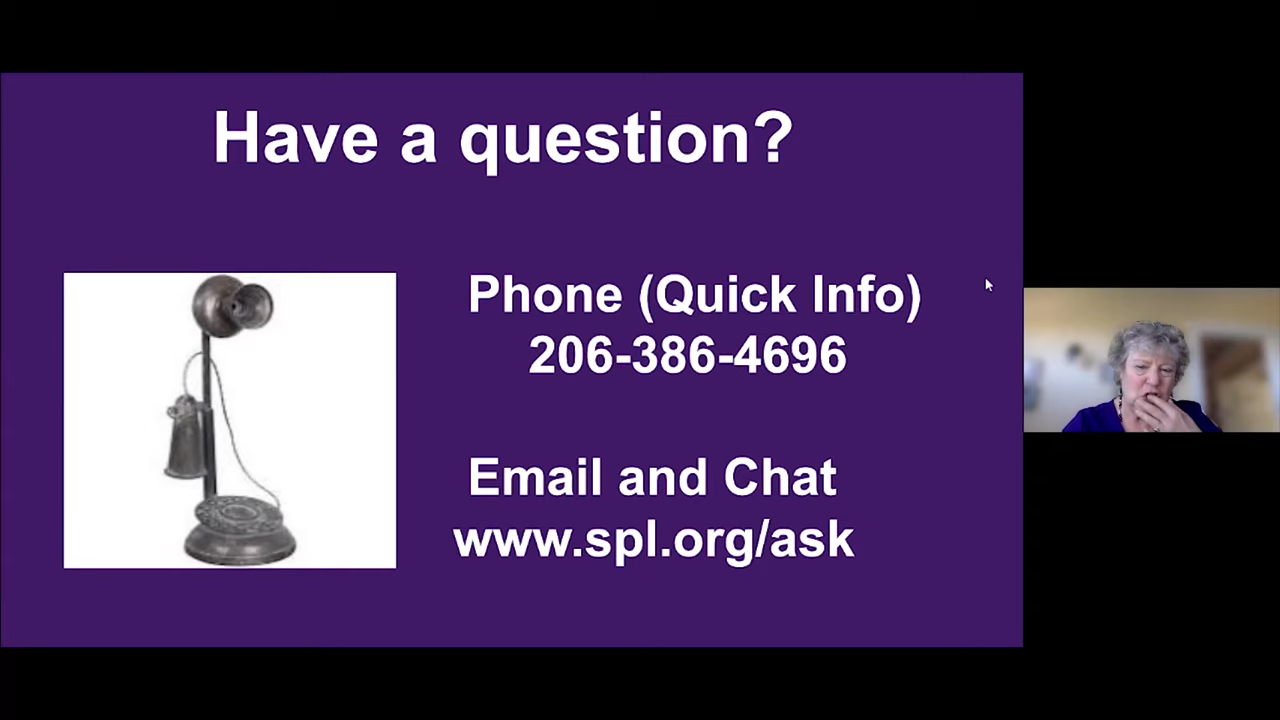 Have a question?
Phone (Quick Info)
206-386-4696
Email and Chat
www.spl.org/ask